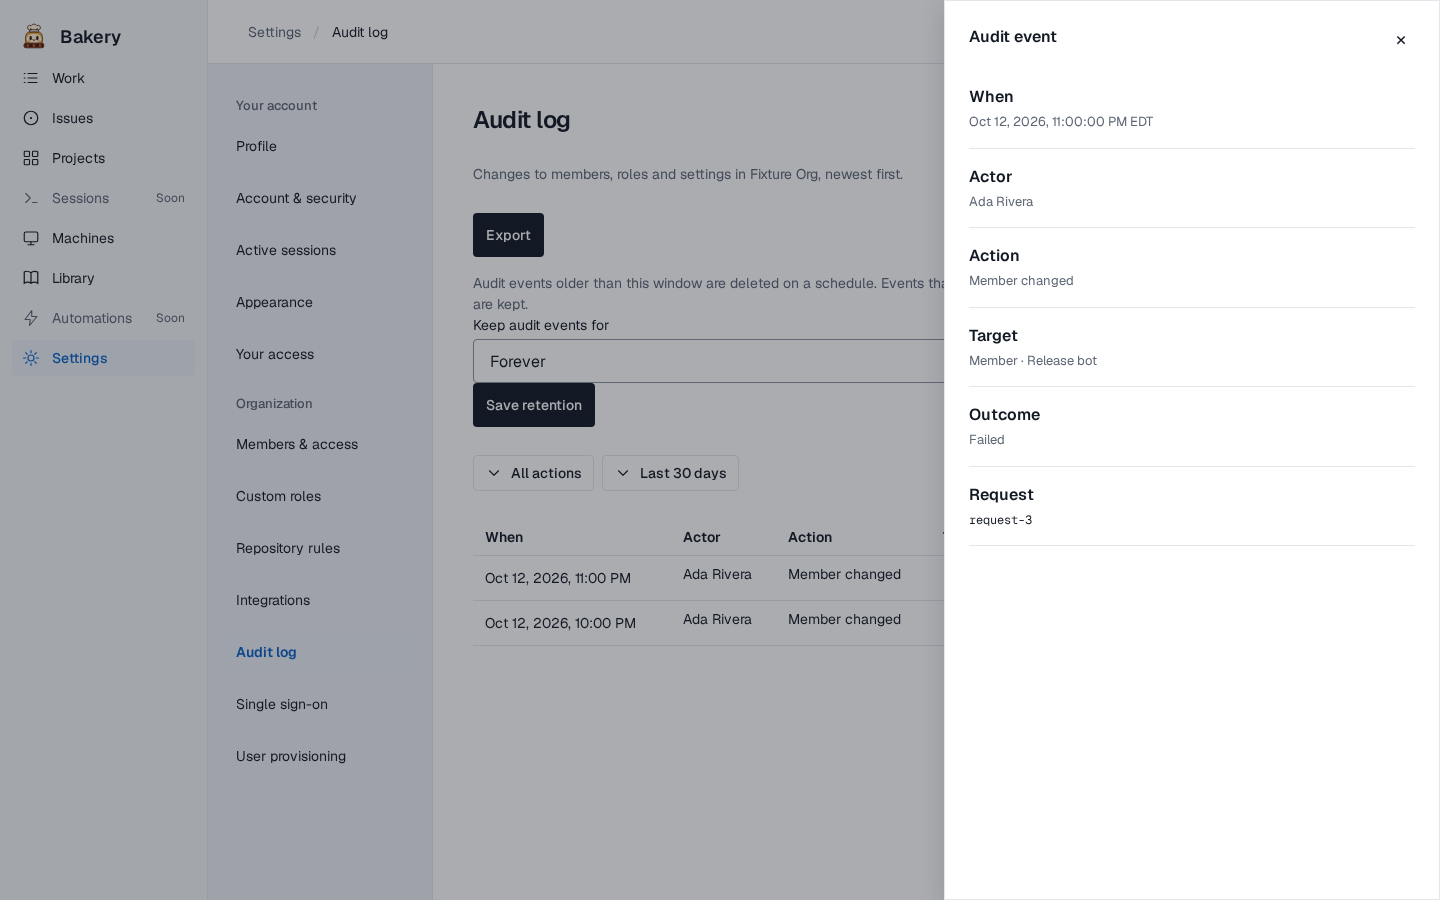 Bakery
Work
Issues
Projects
Sessions Soon
Machines
Library
Automations Soon
Settings
Settings / Audit log
Your account
Profile
Account & security
Active sessions
Appearance
Your access
Organization
Members & access
Custom roles
Repository rules
Integrations
Audit log
Single sign-on
User provisioning
Audit log
Changes to members, roles and settings in Fixture Org, newest first.
Export
Audit events older than this window are deleted on a schedule. Events
are kept.
Keep audit events for
Forever
Save retention
All actions Last 30 days
When Actor Action
Oct 12, 2026, 11:00 PM Ada Rivera Member changed
Oct 12, 2026, 10:00 PM Ada Rivera Member changed
Audit event
When
Oct 12, 2026, 11:00:00 PM EDT
Actor
Ada Rivera
Action
Member changed
Target
Member · Release bot
Outcome
Failed
Request
request-3